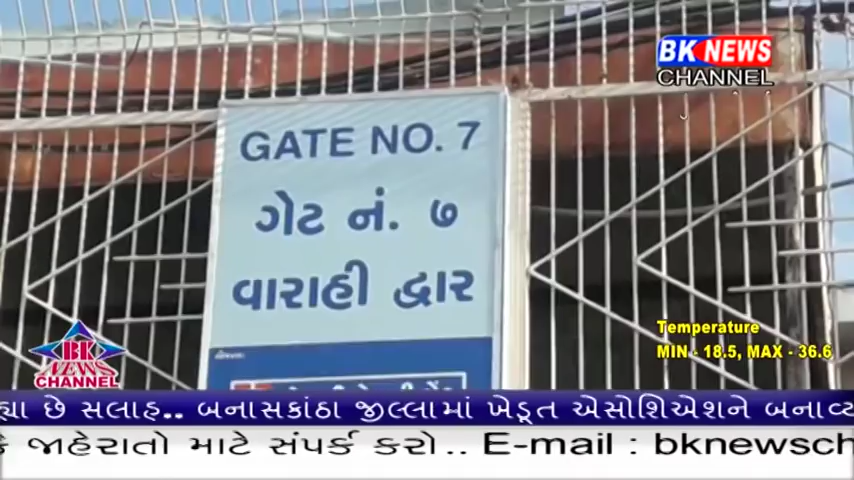 BK NEWS
CHANNEL
GATE NO. 7
ગેટ નં. ૭
વારાહી દ્વાર
Temperature
MIN - 18.5, MAX - 36.6
BK
NEWS
CHANNEL
છે સલાહ.. બનાસકાંઠા જીલ્લામાં ખેડૂત એસોશિએશને
જાહેરાતો માટે સંપર્ક કરો... E-mail : bknewsch